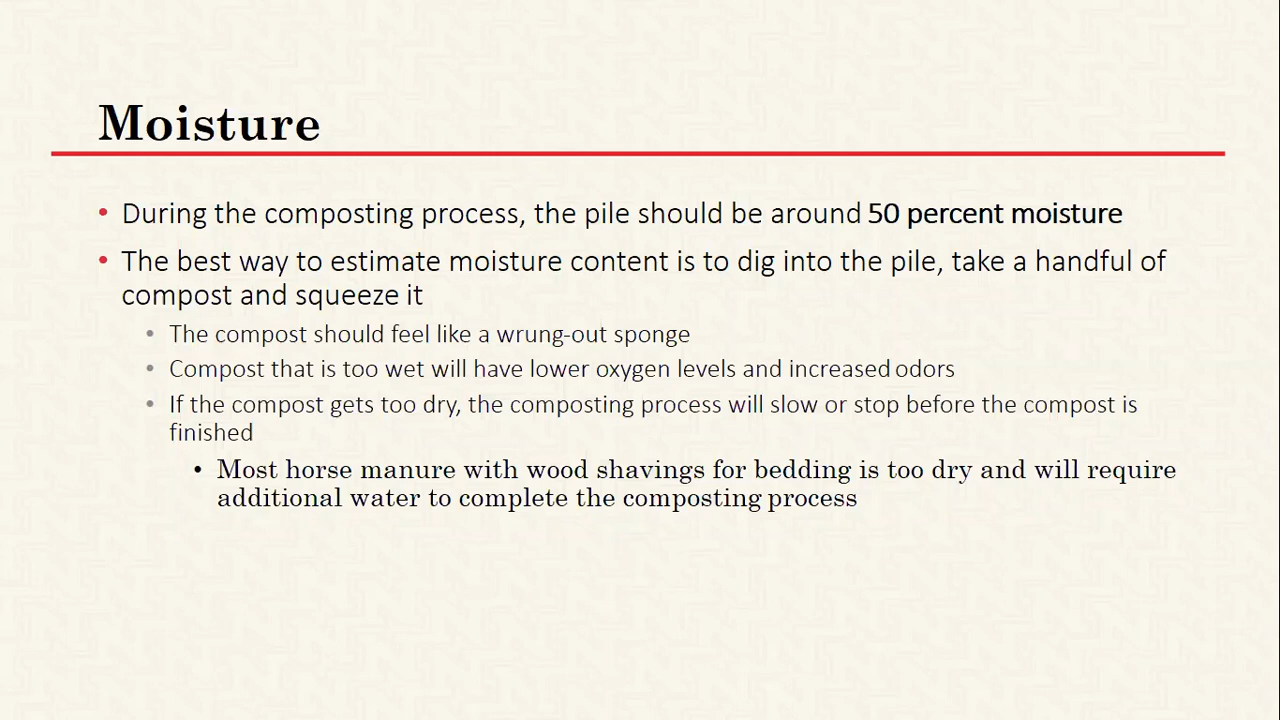 Moisture
• During the composting process, the pile should be around 50 percent moisture
• The best way to estimate moisture content is to dig into the pile, take a handful of
compost and squeeze it
• The compost should feel like a wrung-out sponge
• Compost that is too wet will have lower oxygen levels and increased odors
• If the compost gets too dry, the composting process will slow or stop before the compost is
finished
• Most horse manure with wood shavings for bedding is too dry and will require
additional water to complete the composting process